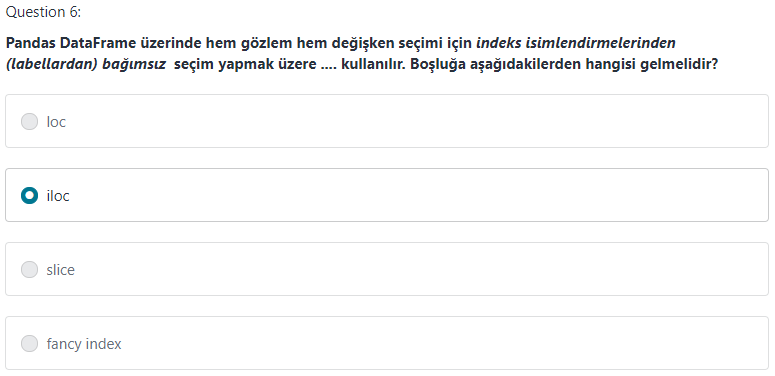 Question 6:
Pandas DataFrame üzerinde hem gözlem hem değişken seçimi için indeks isimlendirmelerinden
(labellardan) bağımsız seçim yapmak üzere .... kullanılır. Boşluğa aşağıdakilerden hangisi gelmelidir?
loc
iloc
slice
fancy index